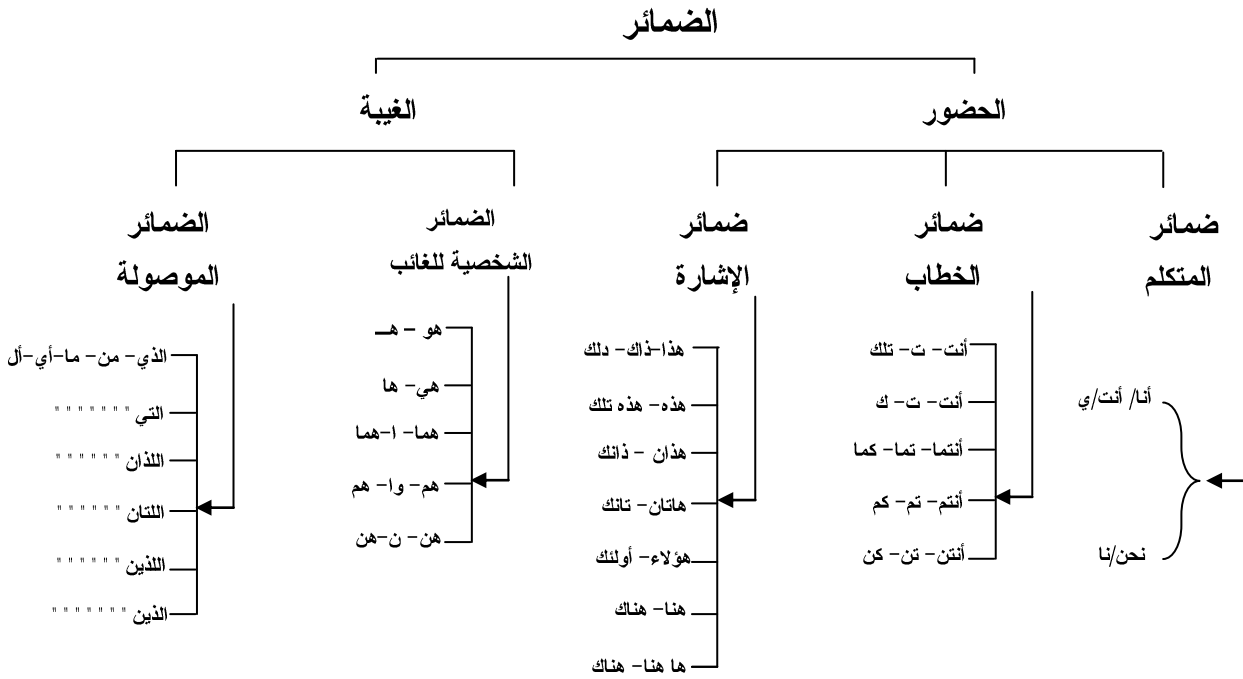 الضمائر
الحضور
الغيبة
ضمائر
المتكلم
ضمائر
الخطاب
ضمائر
الإشارة
الضمائر
الشخصية للغائب
الضمائر
الموصولة
أنا/ أنت/ي
نحن/نا
أنت- ت- تلك
أنت- ت- ك
أنتما- تما- كما
أنتم- تم- كم
أنتن- تن- كن
هذا-ذاك- دلك
هذه- هذه تلك
هذان - ذانك
هاتان- تانك
هؤلاء- أولئك
هنا- هناك
ها هنا- هناك
هو - هـ
هي- ها
هما- ا-هما
هم- وا- هم
هن- ن-هن
الذي- من- ما-أي-أل
التي " " " " " " "
اللذان " " " " " "
اللتان " " " " " "
اللذين " " " " " "
الذين " " " " " " "